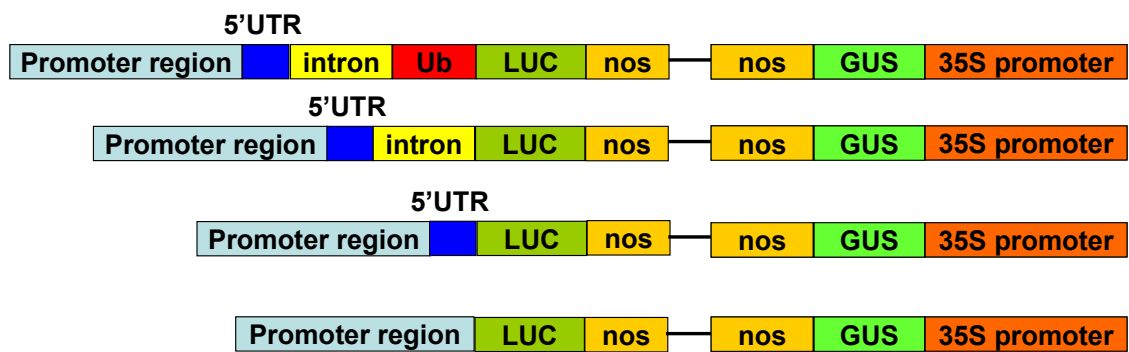 5’UTR
Promoter region intron Ub LUC nos nos GUS 35S promoter
5’UTR
Promoter region intron LUC nos nos GUS 35S promoter
5’UTR
Promoter region LUC nos nos GUS 35S promoter
Promoter region LUC nos nos GUS 35S promoter